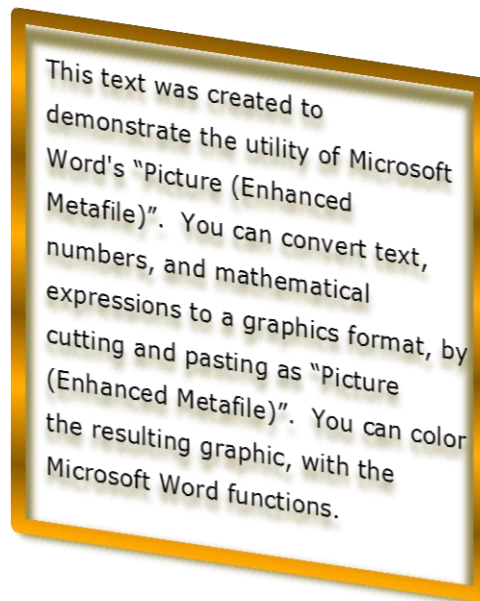 This text was created to
demonstrate the utility of Microsoft
Word's “Picture (Enhanced
Metafile)”.  You can convert text,
numbers, and mathematical
expressions to a graphics format, by
cutting and pasting as “Picture
(Enhanced Metafile)”.  You can color
the resulting graphic, with the
Microsoft Word functions.